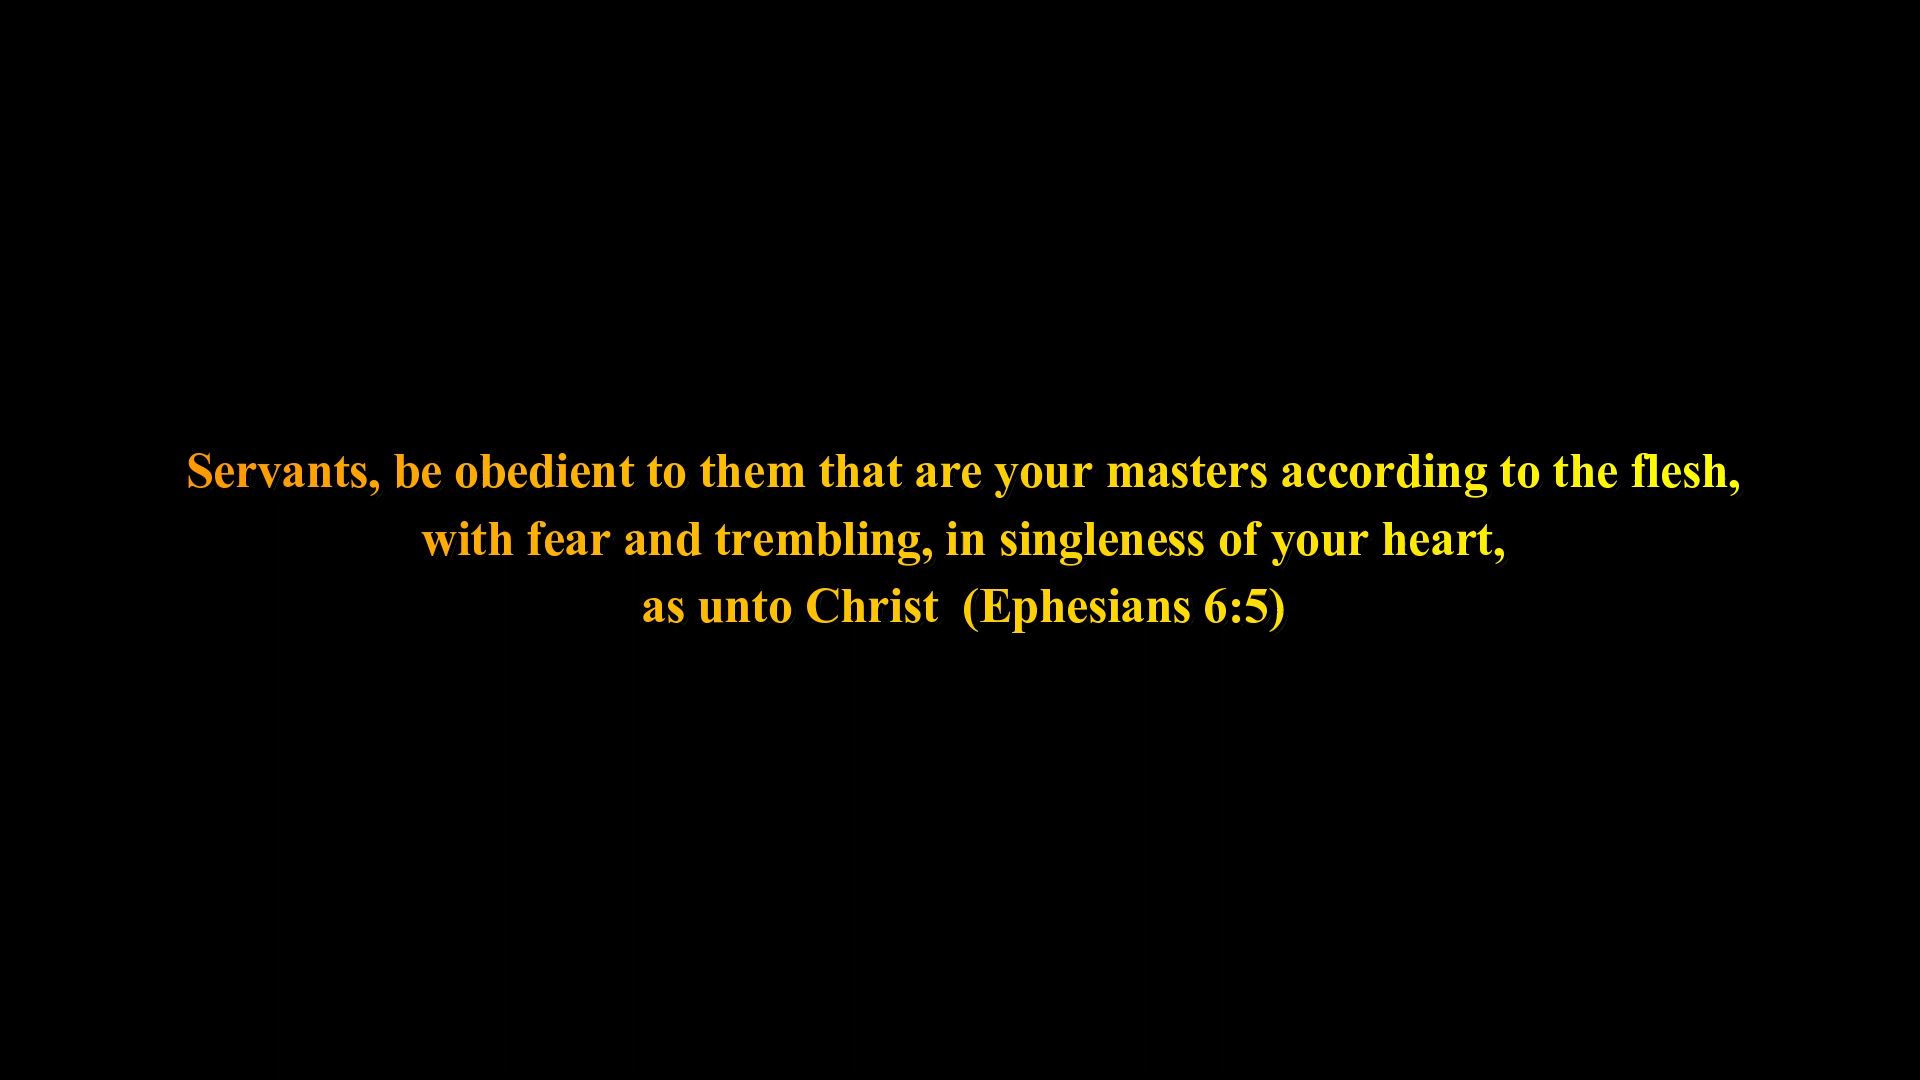 Servants, be obedient to them that are your masters according to the flesh,
with fear and trembling, in singleness of your heart,
as unto Christ  (Ephesians 6:5)